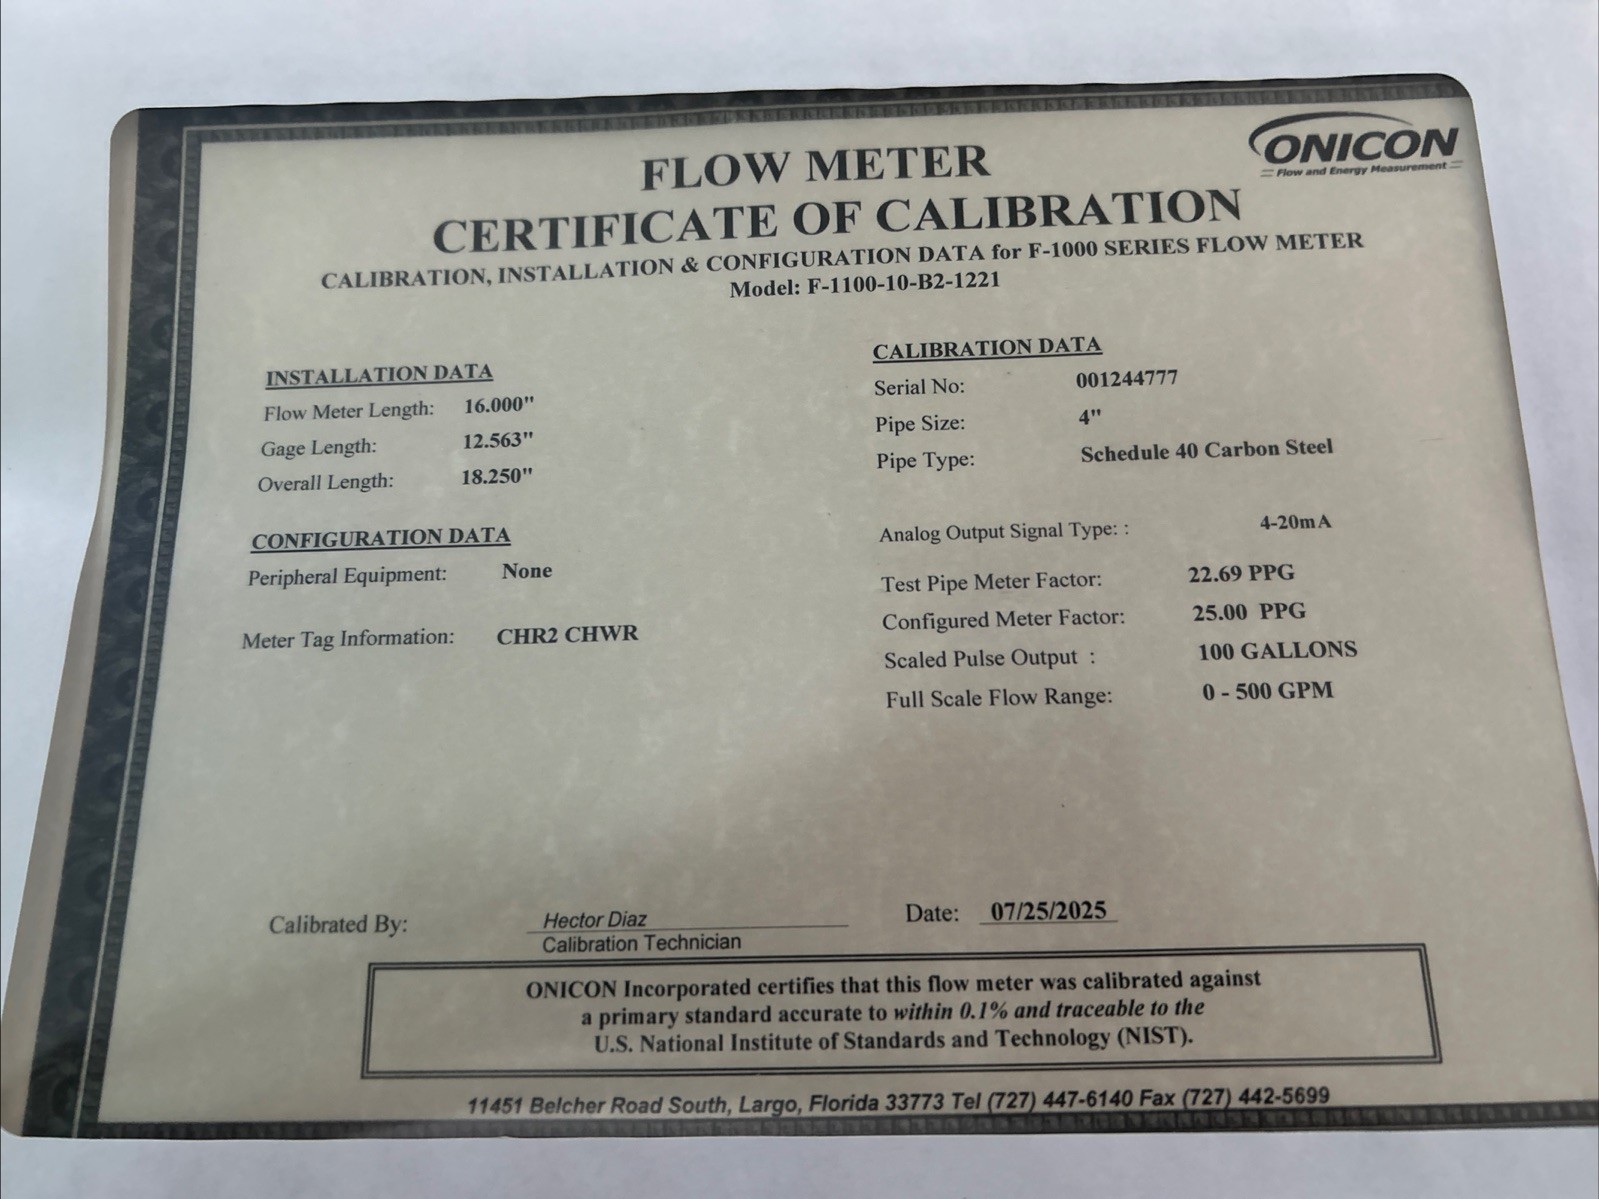 ONICON
Flow and Energy Measurement
FLOW METER
CERTIFICATE OF CALIBRATION
CALIBRATION, INSTALLATION & CONFIGURATION DATA for F-1000 SERIES FLOW METER
Model: F-1100-10-B2-1221
INSTALLATION DATA
Flow Meter Length: 16.000"
Gage Length: 12.563"
Overall Length: 18.250"
CONFIGURATION DATA
Peripheral Equipment: None
Meter Tag Information: CHR2 CHWR
CALIBRATION DATA
Serial No: 001244777
Pipe Size: 4"
Pipe Type: Schedule 40 Carbon Steel
Analog Output Signal Type: : 4-20mA
Test Pipe Meter Factor: 22.69 PPG
Configured Meter Factor: 25.00 PPG
Scaled Pulse Output : 100 GALLONS
Full Scale Flow Range: 0 - 500 GPM
Calibrated By: Hector Diaz Date: 07/25/2025
Calibration Technician
ONICON Incorporated certifies that this flow meter was calibrated against
a primary standard accurate to within 0.1% and traceable to the
U.S. National Institute of Standards and Technology (NIST).
11451 Belcher Road South, Largo, Florida 33773 Tel (727) 447-6140 Fax (727) 442-5699